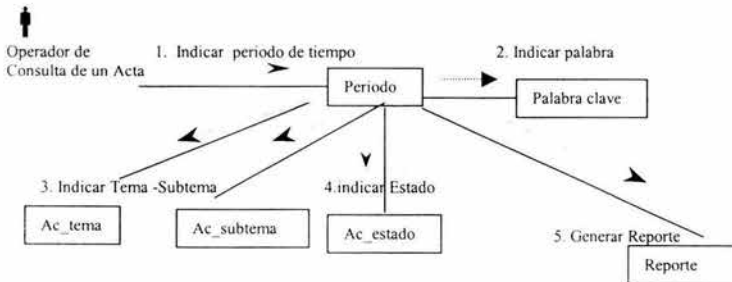 Operador de
Consulta de un Acta
1. Indicar periodo de tiempo
2. Indicar palabra
Periodo
Palabra clave
3. Indicar Tema -Subtema
4.indicar Estado
Ac_tema
Ac_subtema
Ac_estado
5. Generar Reporte
Reporte